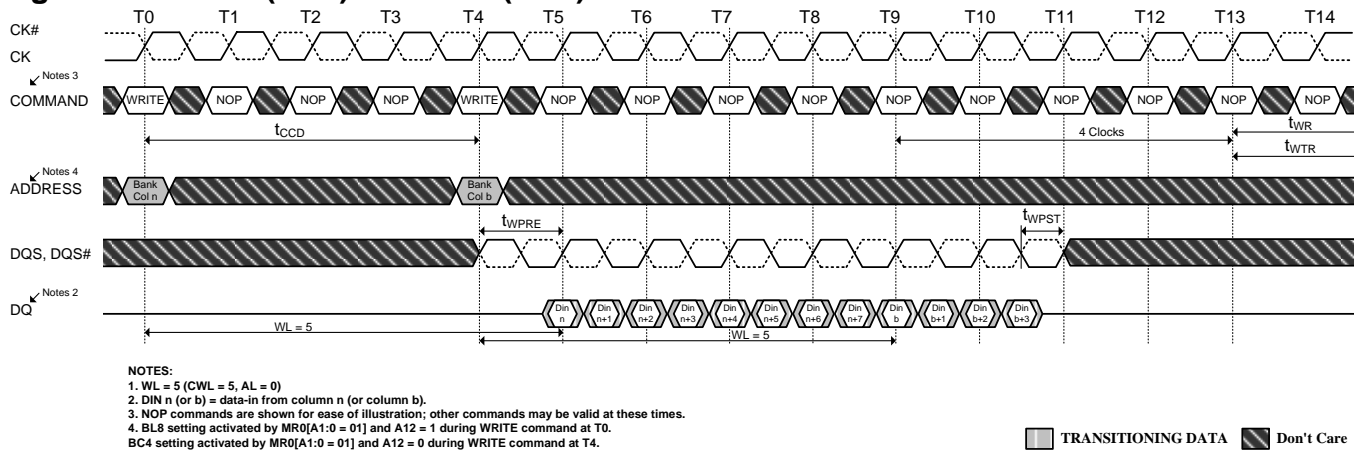 T0 T1 T2 T3 T4 T5 T6 T7 T8 T9 T10 T11 T12 T13 T14
CK#
CK
Notes 3
COMMAND WRITE NOP NOP NOP WRITE NOP NOP NOP NOP NOP NOP NOP NOP NOP NOP
tCCD 4 Clocks tWR
tWTR
Notes 4
ADDRESS Bank Col n Bank Col b
tWPRE tWPST
DQS, DQS#
Notes 2
DQ Din n Din n+1 Din n+2 Din n+3 Din n+4 Din n+5 Din n+6 Din n+7 Din b Din b+1 Din b+2 Din b+3
WL = 5 WL = 5
NOTES:
1. WL = 5 (CWL = 5, AL = 0)
2. DIN n (or b) = data-in from column n (or column b).
3. NOP commands are shown for ease of illustration; other commands may be valid at these times.
4. BL8 setting activated by MR0[A1:0 = 01] and A12 = 1 during WRITE command at T0.
BC4 setting activated by MR0[A1:0 = 01] and A12 = 0 during WRITE command at T4.
TRANSITIONING DATA Don't Care